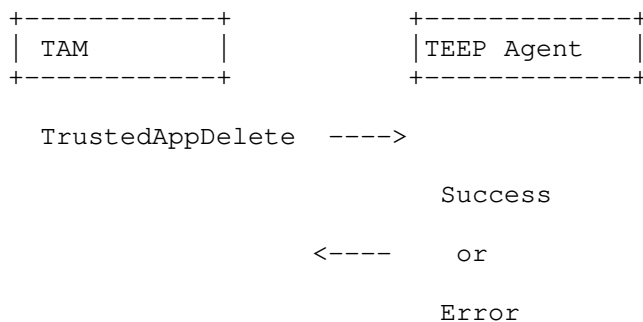 +------------+ +-------------+
| TAM | |TEEP Agent |
+------------+ +-------------+
TrustedAppDelete ---->
Success
<---- or
Error